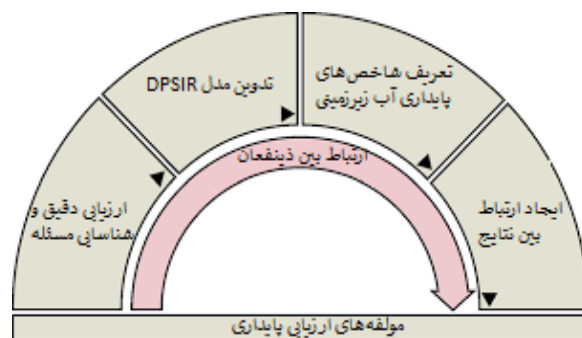 ارزیابی دقیق و
شناسایی مسئله
تدوین مدل DPSIR
تعریف شاخص‌های
پایداری آب زیرزمینی
ایجاد ارتباط
بین نتایج
ارتباط بین ذینفعان
مولفه‌های ارزیابی پایداری